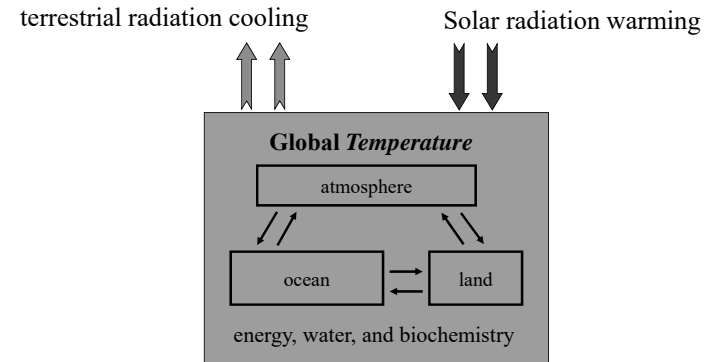 terrestrial radiation cooling
Solar radiation warming
Global Temperature
atmosphere
ocean
land
energy, water, and biochemistry